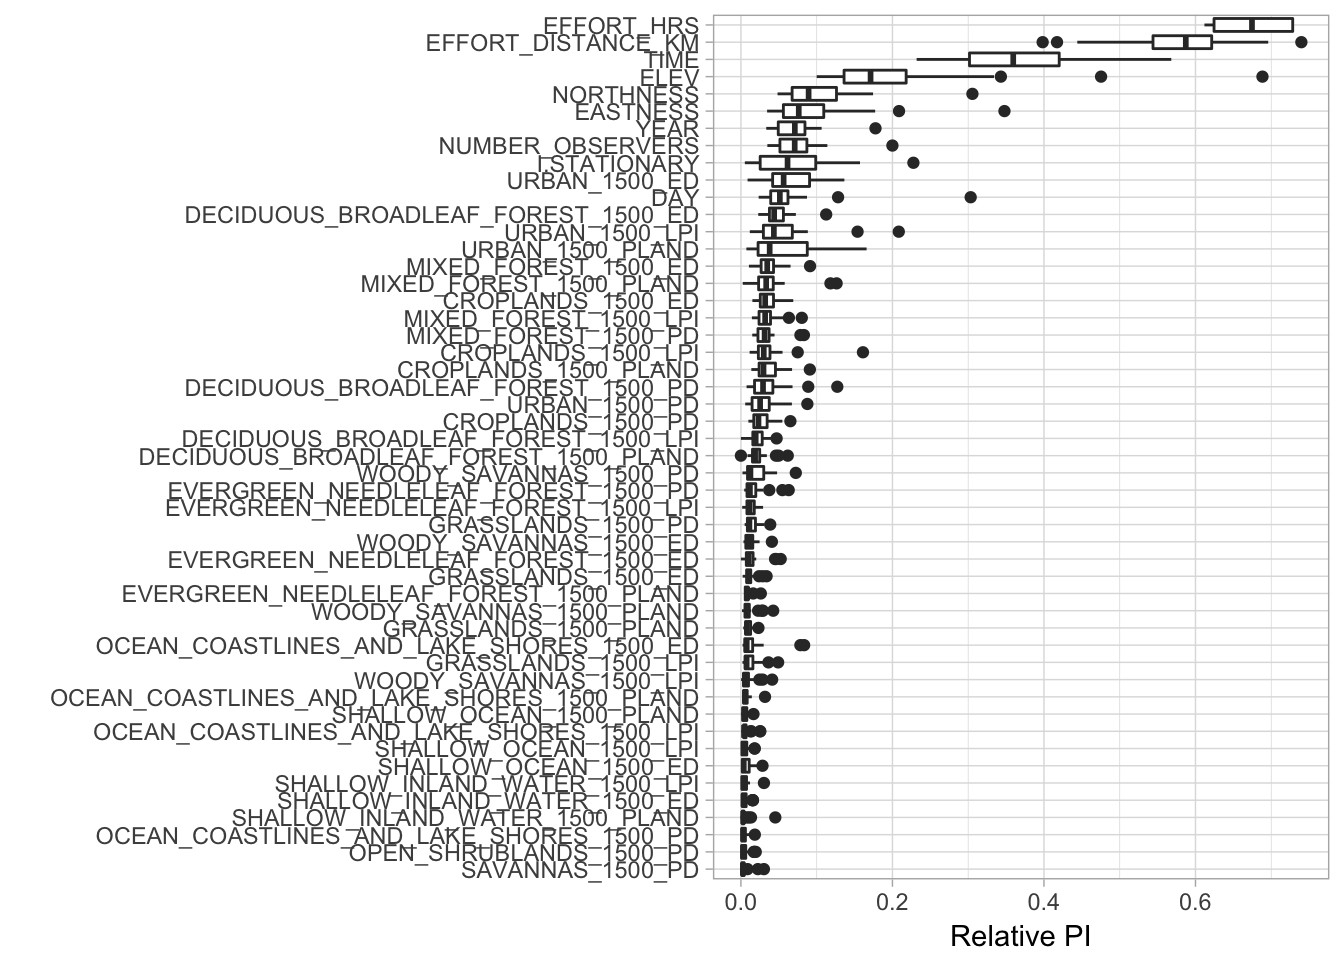 EFFORT_HRS
EFFORT_DISTANCE_KM
TIME
ELEV
NORTHNESS
EASTNESS
YEAR
NUMBER_OBSERVERS
I.STATIONARY
URBAN_1500_ED
DAY
DECIDUOUS_BROADLEAF_FOREST_1500_ED
URBAN_1500_LPI
URBAN_1500_PLAND
MIXED_FOREST_1500_ED
MIXED_FOREST_1500_PLAND
CROPLANDS_1500_ED
MIXED_FOREST_1500_LPI
MIXED_FOREST_1500_PD
CROPLANDS_1500_LPI
CROPLANDS_1500_PLAND
DECIDUOUS_BROADLEAF_FOREST_1500_PD
URBAN_1500_PD
CROPLANDS_1500_PD
DECIDUOUS_BROADLEAF_FOREST_1500_LPI
DECIDUOUS_BROADLEAF_FOREST_1500_PLAND
WOODY_SAVANNAS_1500_PD
EVERGREEN_NEEDLELEAF_FOREST_1500_PD
EVERGREEN_NEEDLELEAF_FOREST_1500_LPI
GRASSLANDS_1500_PD
WOODY_SAVANNAS_1500_ED
EVERGREEN_NEEDLELEAF_FOREST_1500_ED
GRASSLANDS_1500_ED
EVERGREEN_NEEDLELEAF_FOREST_1500_PLAND
WOODY_SAVANNAS_1500_PLAND
GRASSLANDS_1500_PLAND
OCEAN_COASTLINES_AND_LAKE_SHORES_1500_ED
GRASSLANDS_1500_LPI
WOODY_SAVANNAS_1500_LPI
OCEAN_COASTLINES_AND_LAKE_SHORES_1500_PLAND
SHALLOW_OCEAN_1500_PLAND
OCEAN_COASTLINES_AND_LAKE_SHORES_1500_LPI
SHALLOW_OCEAN_1500_LPI
SHALLOW_OCEAN_1500_ED
SHALLOW_INLAND_WATER_1500_LPI
SHALLOW_INLAND_WATER_1500_ED
SHALLOW_INLAND_WATER_1500_PLAND
OCEAN_COASTLINES_AND_LAKE_SHORES_1500_PD
OPEN_SHRUBLANDS_1500_PD
SAVANNAS_1500_PD
0.0 0.2 0.4 0.6
Relative PI